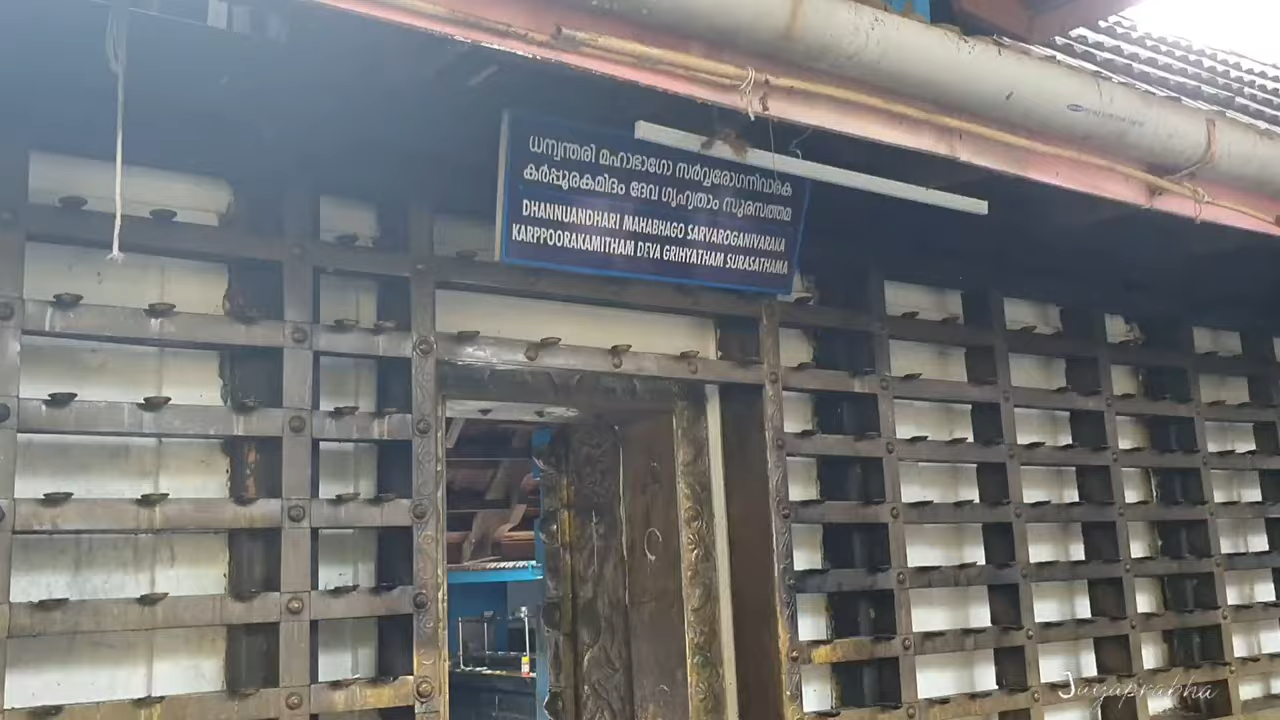 ധന്വന്തരി മഹാഭാഗോ സർവ്വരോഗനിവാരക
കർപ്പൂരകമിദം ദേവ ഗൃഹ്യതാം സുരസത്തമ
DHANNUANDHARI MAHABHAGO SARVAROGANIVARAKA
KARPPOORAKAMITHAM DEVA GRIHYATHAM SURASATHAMA
Jayaprabha